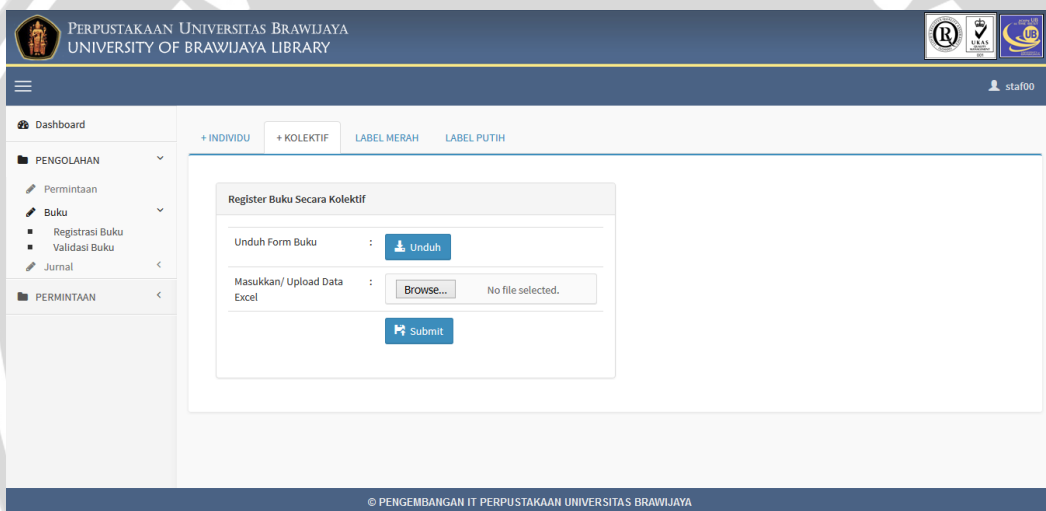 Perpustakaan Universitas Brawijaya
UNIVERSITY OF BRAWIJAYA LIBRARY
R
UKAS
UB
staf00
Dashboard
PENGOLAHAN
Permintaan
Buku
Registrasi Buku
Validasi Buku
Jurnal
PERMINTAAN
+ INDIVIDU
+ KOLEKTIF
LABEL MERAH
LABEL PUTIH
Register Buku Secara Kolektif
Unduh Form Buku : Unduh
Masukkan/ Upload Data : Browse... No file selected.
Excel
Submit
© PENGEMBANGAN IT PERPUSTAKAAN UNIVERSITAS BRAWIJAYA